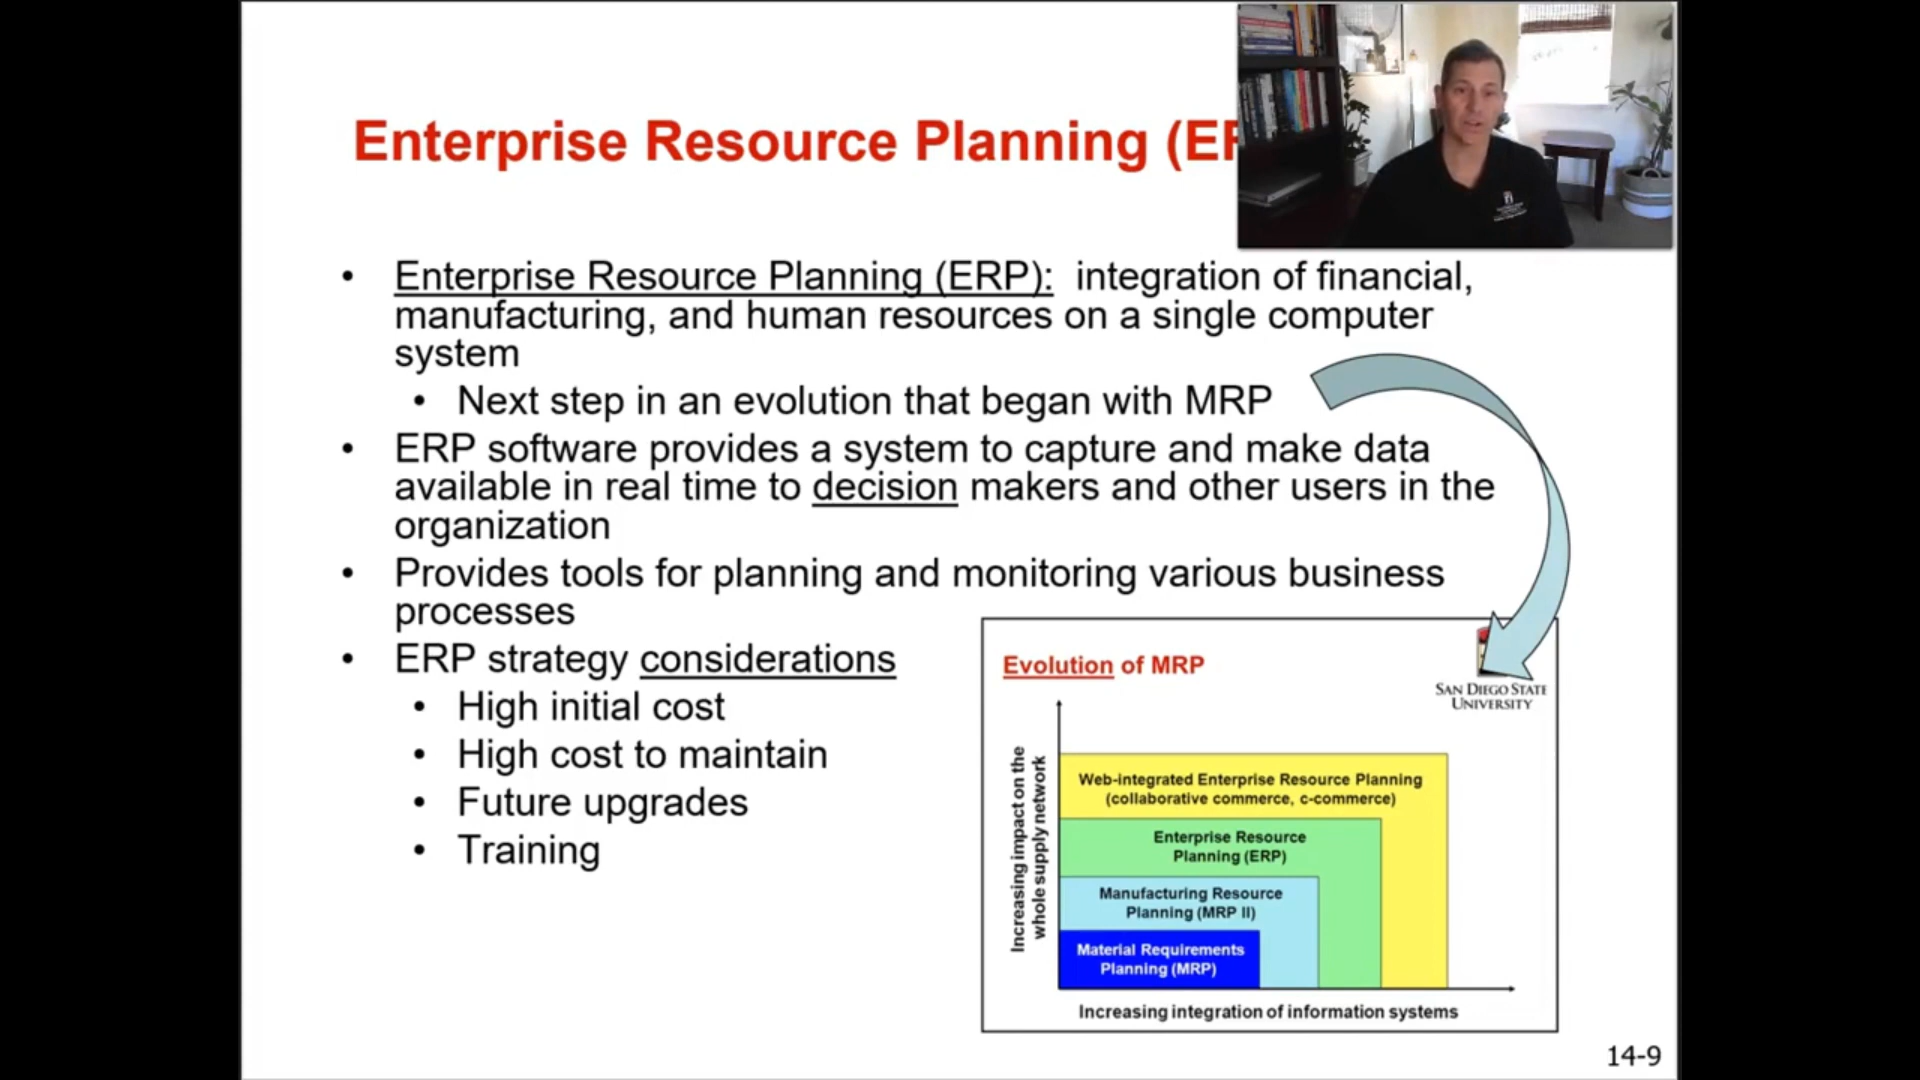 Enterprise Resource Planning (ER
• Enterprise Resource Planning (ERP): integration of financial,
manufacturing, and human resources on a single computer
system
• Next step in an evolution that began with MRP
• ERP software provides a system to capture and make data
available in real time to decision makers and other users in the
organization
• Provides tools for planning and monitoring various business
processes
• ERP strategy considerations
• High initial cost
• High cost to maintain
• Future upgrades
• Training
Evolution of MRP
SAN DIEGO STATE
UNIVERSITY
Increasing impact on the
whole supply network
Web-integrated Enterprise Resource Planning
(collaborative commerce, c-commerce)
Enterprise Resource
Planning (ERP)
Manufacturing Resource
Planning (MRP II)
Material Requirements
Planning (MRP)
Increasing integration of information systems
14-9